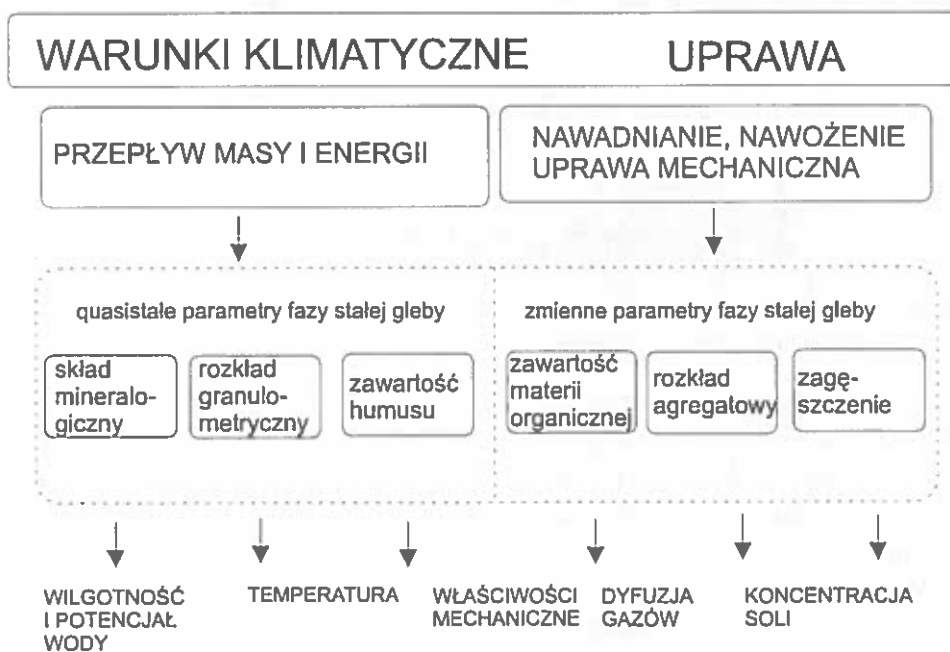 WARUNKI KLIMATYCZNE UPRAWA
PRZEPŁYW MASY I ENERGII
NAWADNIANIE, NAWOŻENIE
UPRAWA MECHANICZNA
quasistałe parametry fazy stałej gleby
zmienne parametry fazy stałej gleby
skład
mineralo-
giczny
rozkład
granulo-
metryczny
zawartość
humusu
zawartość
materii
organicznej
rozkład
agregatowy
zagę-
szczenie
WILGOTNOŚĆ
I POTENCJAŁ
WODY
TEMPERATURA
WŁAŚCIWOŚCI
MECHANICZNE
DYFUZJA
GAZÓW
KONCENTRACJA
SOLI